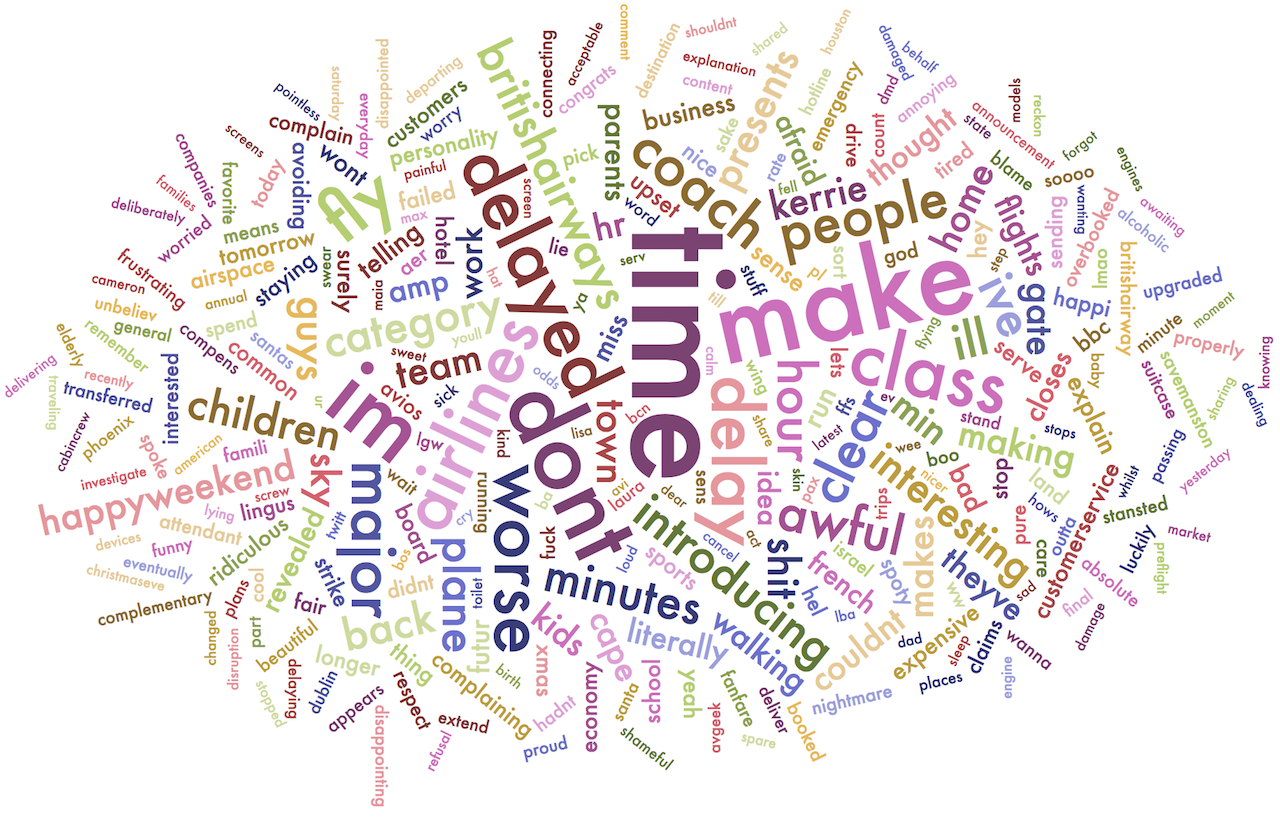 time
make
dont
delayed
im
class
people
coach
delay
fly
airlines
worse
britishairways
major
children
category
introducing
interesting
awful
minutes
clear
plane
back
happyweekend
presents
hour
home
flights
gate
ive
ill
kerrie
thought
business
parents
afraid
emergency
nice
sake
rate
fell
drive
count
tired
annoying
dmd
damaged
behalf
houston
hotline
shared
shouldnt
explanation
content
destination
comment
acceptable
connecting
congrats
departing
customers
worry
personality
painful
disappointed
everyday
saturday
pointless
complain
wont
avoiding
screens
companies
families
deliberately
worried
favorite
today
means
tomorrow
airspace
staying
annual
swear
surely
telling
failed
max
hotel
aer
maia
amp
work
hat
screen
lie
ya
hr
pick
upset
word
serv
miss
sense
stuff
fill
pl
sort
god
hey
step
blame
state
announcement
models
reckon
forgot
soooo
wanting
engines
awaiting
alcoholic
overbooked
sending
lmao
happi
britishairway
upgraded
bbc
minute
moment
properly
suitcase
savemanston
sharing
knowing
dealing
baby
explain
closes
serve
flying
lets
run
ffs
ev
min
stand
stops
making
boo
wee
nicer
bad
stop
land
customerservice
whilst
passing
yesterday
stansted
luckily
market
preflight
absolute
final
damage
outta
hows
care
pure
sad
theyve
wanna
claims
engine
places
sleep
expensive
dad
couldnt
nightmare
makes
ww
spoty
israel
french
hel
lba
shit
trips
pax
skin
latest
idea
wing
share
calm
town
bcn
lisa
odds
kind
sens
dear
avi
laura
ba
cancel
act
loud
sports
fuck
running
cry
toilet
board
bos
wait
didnt
lgw
avios
sick
sweet
team
youll
guys
ur
santas
common
spend
compens
general
remember
unbeliev
cameron
frustrating
elderly
delivering
recently
transferred
traveling
interested
phoenix
cabincrew
spoke
american
investigate
famili
screw
lingus
sky
lying
attendant
devices
funny
eventually
christmaseve
complementary
ridiculous
revealed
twitt
strike
fair
cool
plans
part
changed
disruption
beautiful
stopped
delaying
dublin
longer
appears
thing
respect
disappointing
refusal
extend
complaining
futur
birth
xmas
hadnt
proud
kids
cape
economy
santa
school
shameful
literally
yeah
avgeek
fanfare
spare
deliver
walking
booked